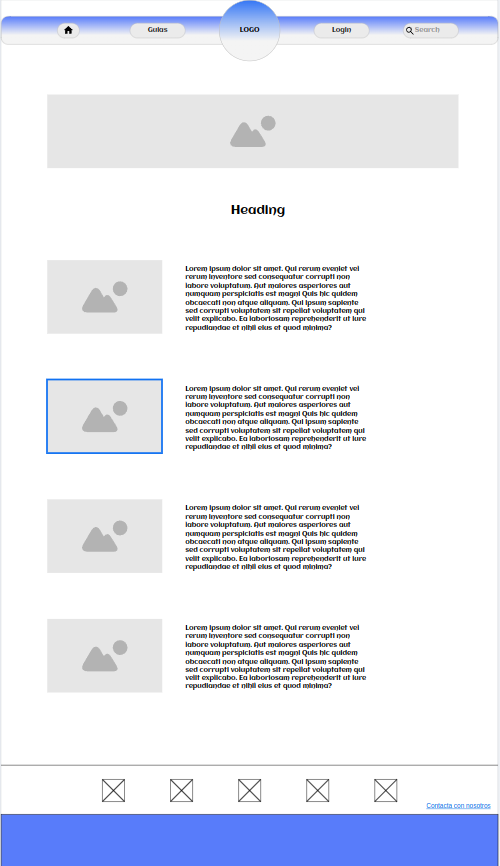 Guias
LOGO
Login
Search
Heading
Lorem ipsum dolor sit amet. Qui rerum eveniet vel
rerum inventore sed consequatur corrupti non
labore voluptatum. Aut maiores asperiores aut
numquam perspiciatis est magni Quis hic quidem
obcaecati non atque aliquam. Qui ipsum sapiente
sed corrupti voluptatem sit repellat voluptatem qui
velit explicabo. Ea laboriosam reprehenderit ut iure
repudiandae et nihil eius et quod minima?
Lorem ipsum dolor sit amet. Qui rerum eveniet vel
rerum inventore sed consequatur corrupti non
labore voluptatum. Aut maiores asperiores aut
numquam perspiciatis est magni Quis hic quidem
obcaecati non atque aliquam. Qui ipsum sapiente
sed corrupti voluptatem sit repellat voluptatem qui
velit explicabo. Ea laboriosam reprehenderit ut iure
repudiandae et nihil eius et quod minima?
Lorem ipsum dolor sit amet. Qui rerum eveniet vel
rerum inventore sed consequatur corrupti non
labore voluptatum. Aut maiores asperiores aut
numquam perspiciatis est magni Quis hic quidem
obcaecati non atque aliquam. Qui ipsum sapiente
sed corrupti voluptatem sit repellat voluptatem qui
velit explicabo. Ea laboriosam reprehenderit ut iure
repudiandae et nihil eius et quod minima?
Lorem ipsum dolor sit amet. Qui rerum eveniet vel
rerum inventore sed consequatur corrupti non
labore voluptatum. Aut maiores asperiores aut
numquam perspiciatis est magni Quis hic quidem
obcaecati non atque aliquam. Qui ipsum sapiente
sed corrupti voluptatem sit repellat voluptatem qui
velit explicabo. Ea laboriosam reprehenderit ut iure
repudiandae et nihil eius et quod minima?
Contacta con nosotros